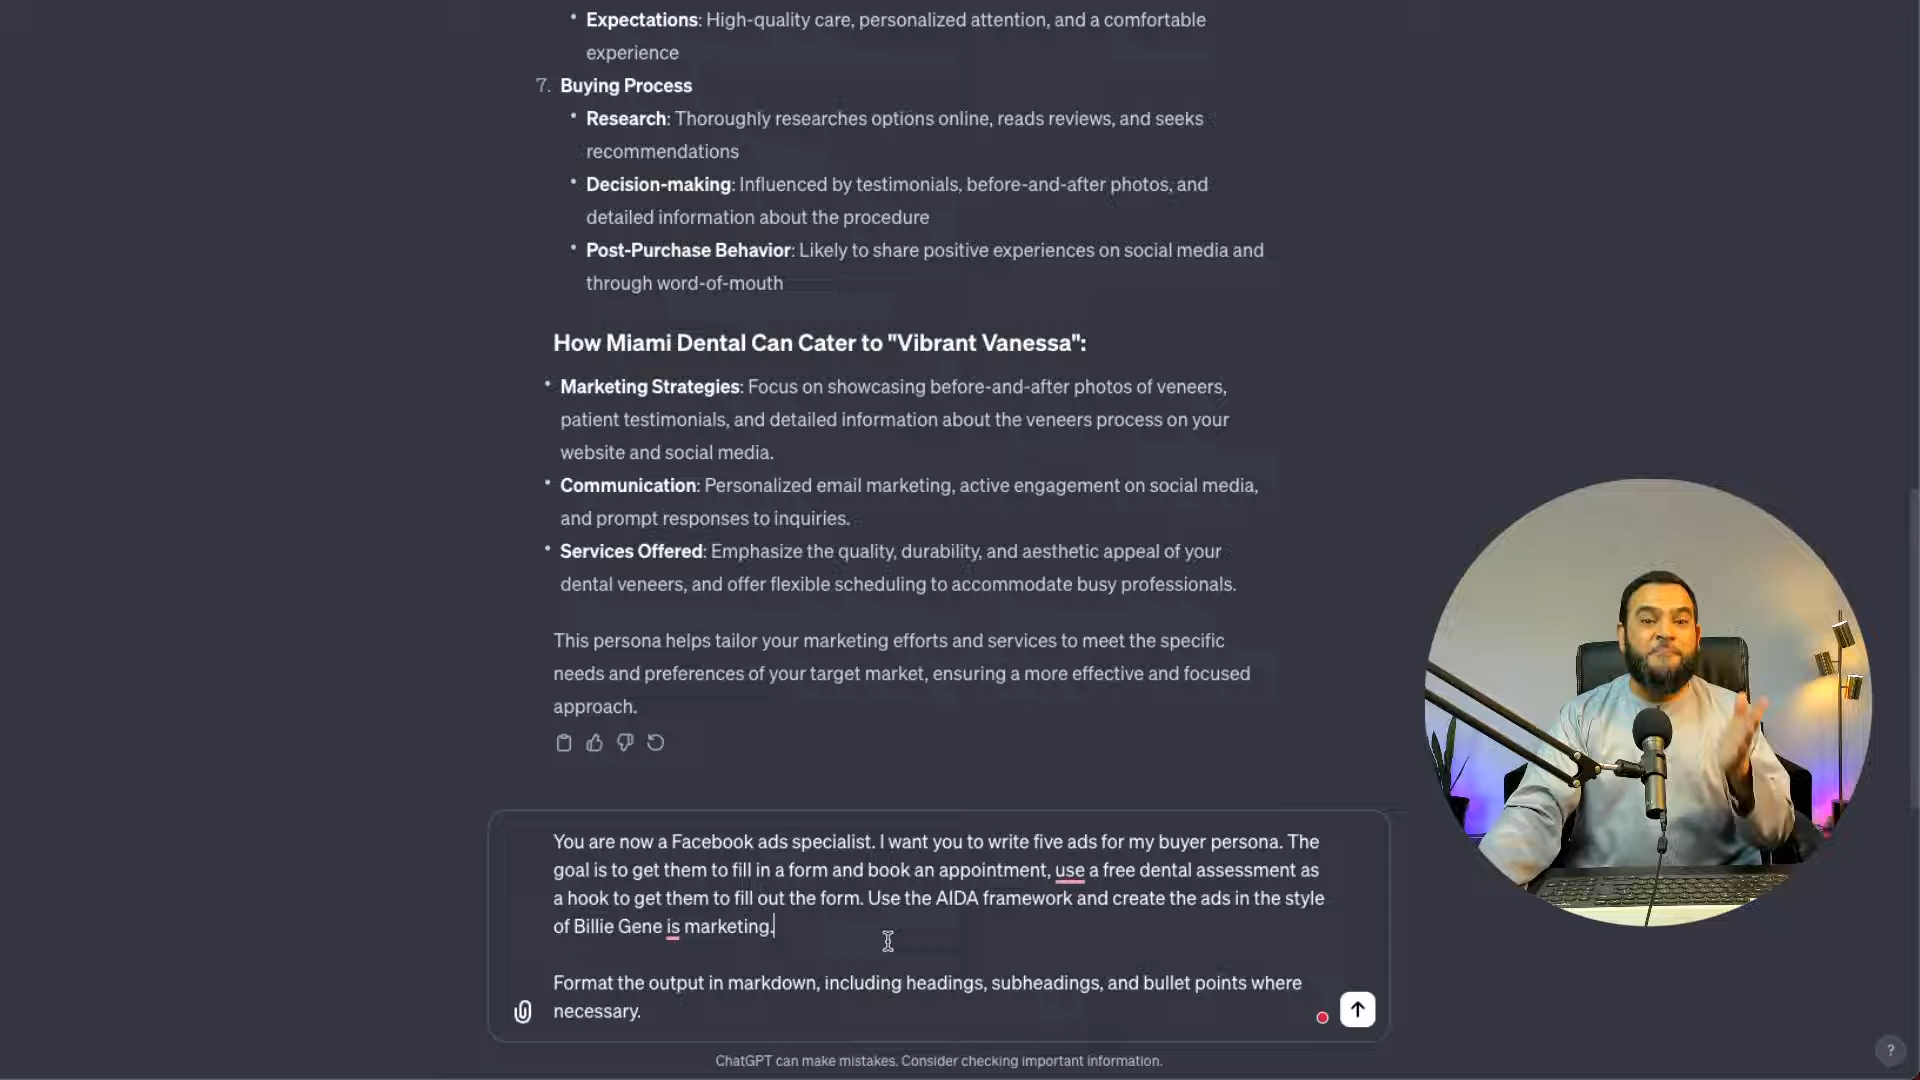 • Expectations: High-quality care, personalized attention, and a comfortable
experience
7. Buying Process
• Research: Thoroughly researches options online, reads reviews, and seeks
recommendations
• Decision-making: Influenced by testimonials, before-and-after photos, and
detailed information about the procedure
• Post-Purchase Behavior: Likely to share positive experiences on social media and
through word-of-mouth
How Miami Dental Can Cater to "Vibrant Vanessa":
• Marketing Strategies: Focus on showcasing before-and-after photos of veneers,
patient testimonials, and detailed information about the veneers process on your
website and social media.
• Communication: Personalized email marketing, active engagement on social media,
and prompt responses to inquiries.
• Services Offered: Emphasize the quality, durability, and aesthetic appeal of your
dental veneers, and offer flexible scheduling to accommodate busy professionals.
This persona helps tailor your marketing efforts and services to meet the specific
needs and preferences of your target market, ensuring a more effective and focused
approach.
You are now a Facebook ads specialist. I want you to write five ads for my buyer persona. The
goal is to get them to fill in a form and book an appointment, use a free dental assessment as
a hook to get them to fill out the form. Use the AIDA framework and create the ads in the style
of Billie Gene is marketing.
Format the output in markdown, including headings, subheadings, and bullet points where
necessary.
ChatGPT can make mistakes. Consider checking important information.
?